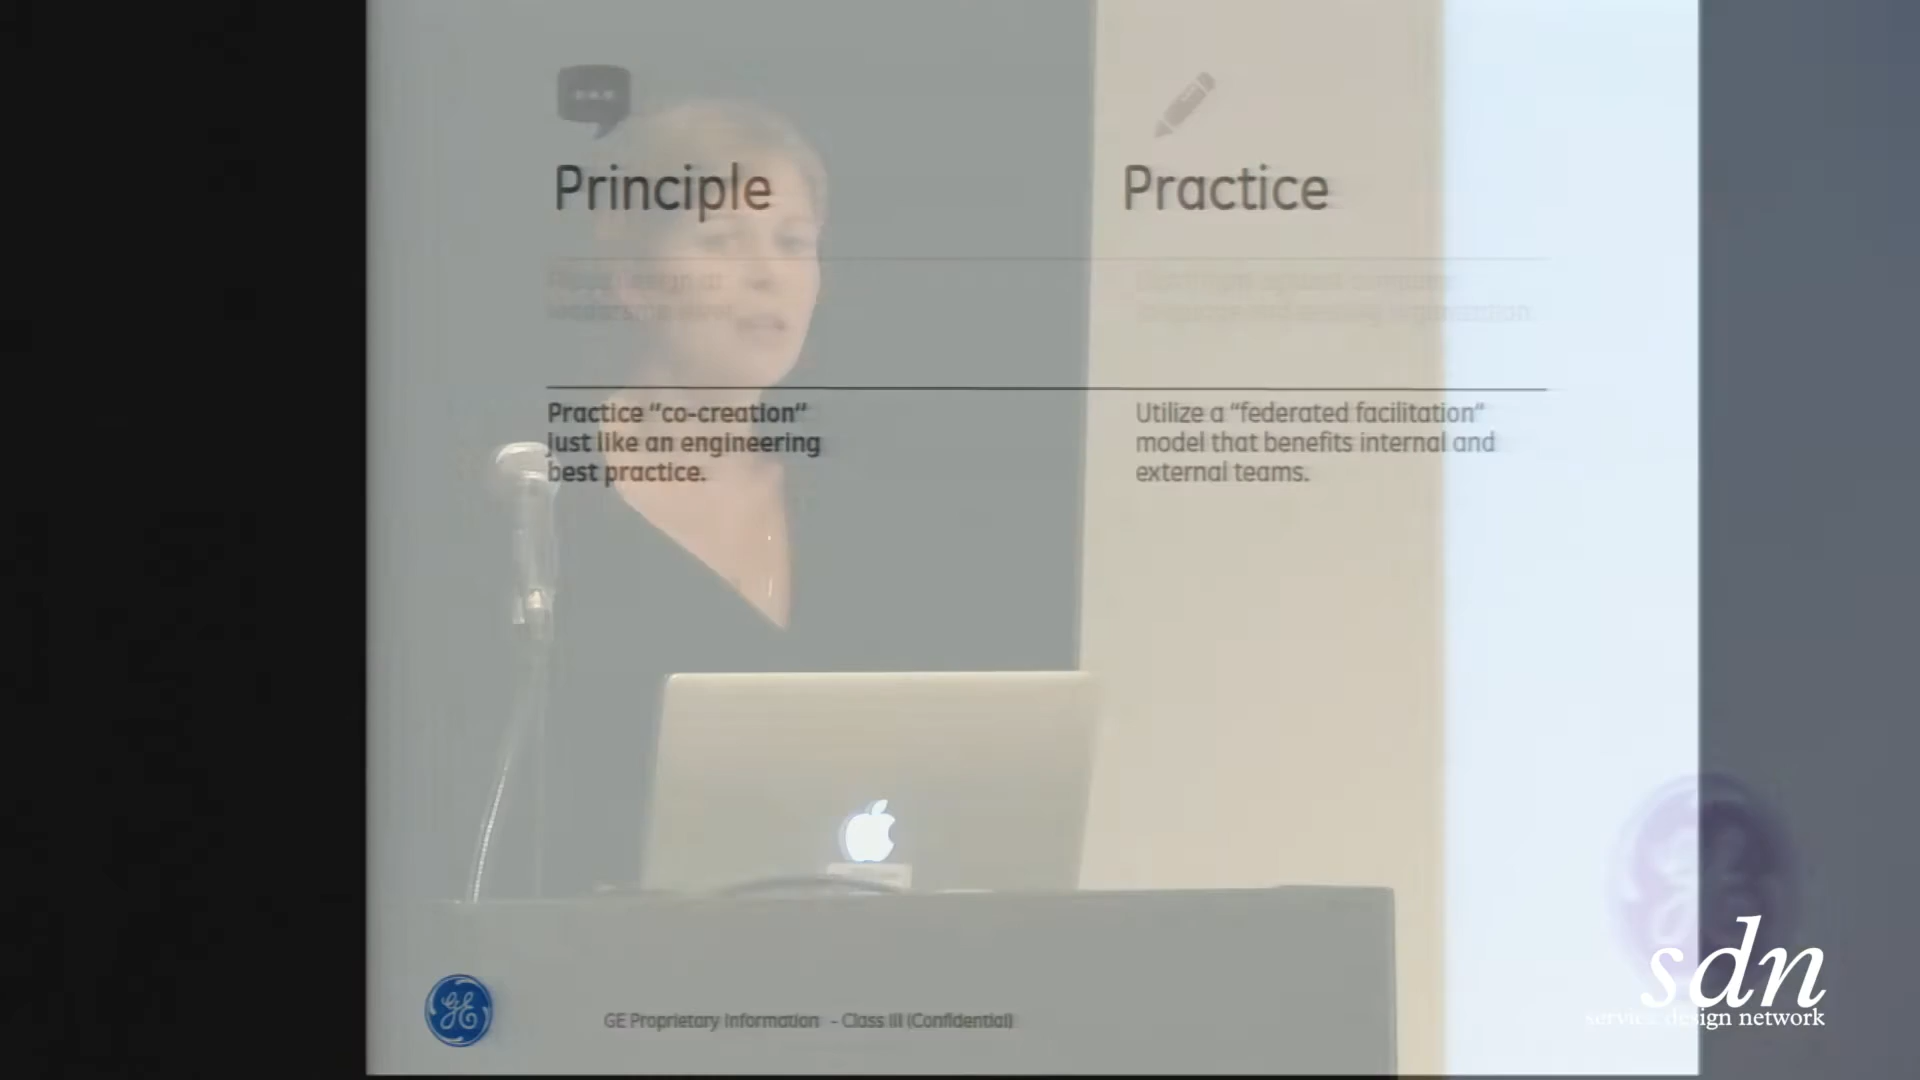 Principle
Practice
Practice “co-creation”
just like an engineering
best practice.
Utilize a “federated facilitation”
model that benefits internal and
external teams.
GE
GE Proprietary Information - Class III (Confidential)
sdn
service design network